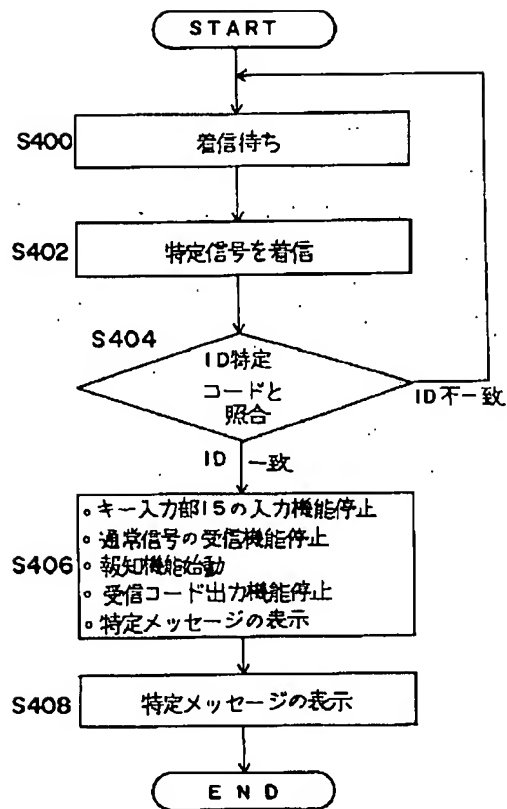 START
S400
着信待ち
S402
特定信号を着信
S404
ID特定
コードと
照合
ID不一致
ID 一致
S406
・キー入力部15の入力機能停止
・通常信号の受信機能停止
・報知機能始動
・受信コード出力機能停止
・特定メッセージの表示
S408
特定メッセージの表示
END